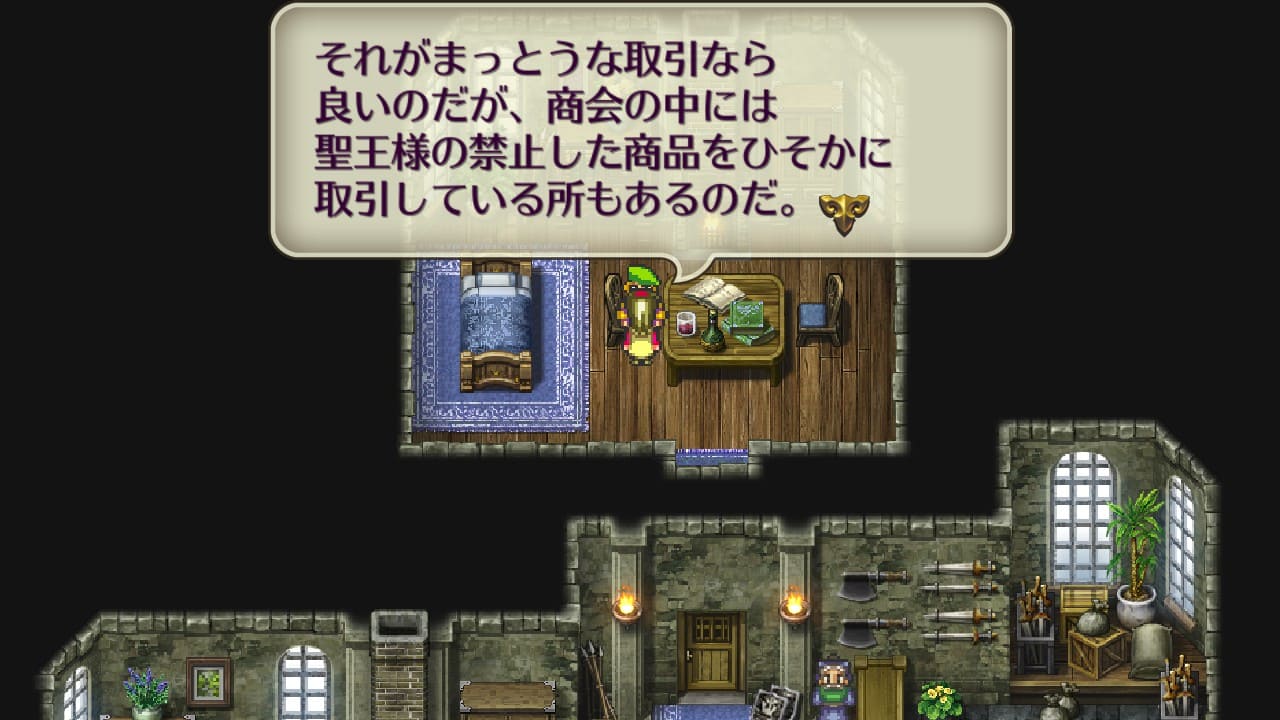 それがまっとうな取引なら
良いのだが、商会の中には
聖王様の禁止した商品をひそかに
取引している所もあるのだ。